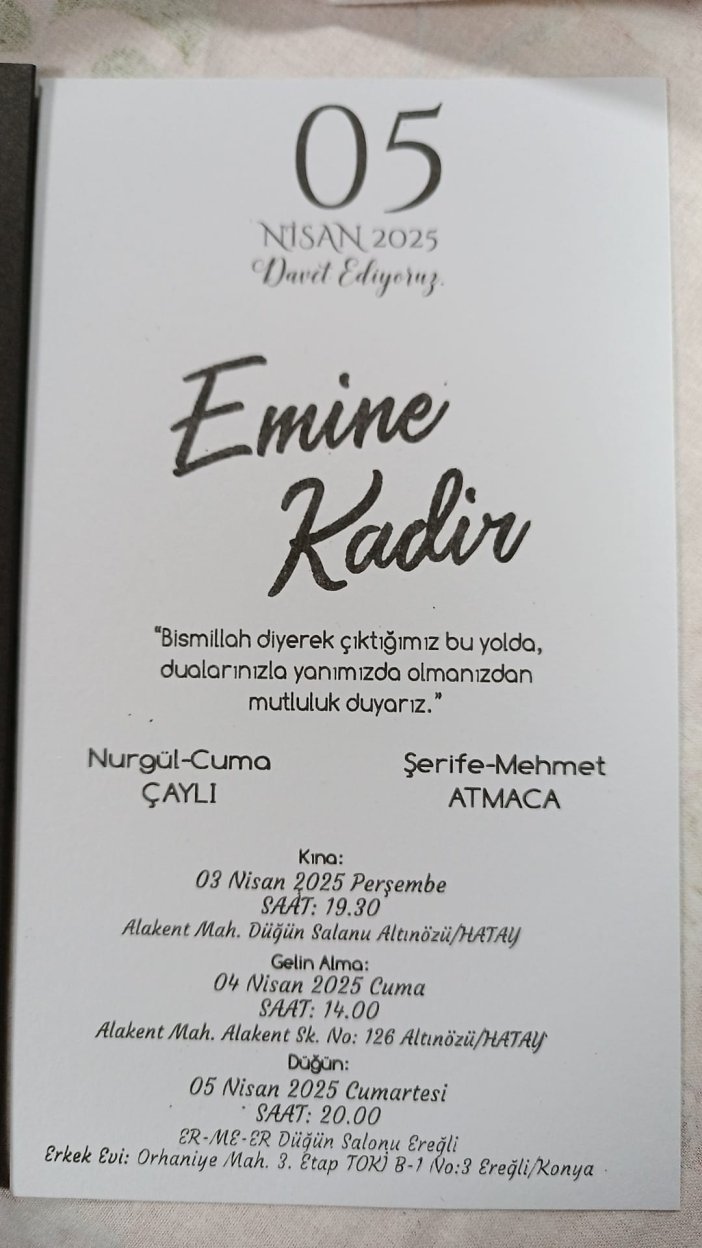 05
NİSAN 2025
Davet Ediyoruz.
Emine
Kadir
"Bismillah diyerek çıktığımız bu yolda,
dualarınızla yanımızda olmanızdan
mutluluk duyarız."
Nurgül-Cuma
ÇAYLI
Şerife-Mehmet
ATMACA
Kına:
03 Nisan 2025 Perşembe
SAAT: 19.30
Alakent Mah. Düğün Salanu Altınözü/HATAY
Gelin Alma:
04 Nisan 2025 Cuma
SAAT: 14.00
Alakent Mah. Alakent Sk. No: 126 Altınözü/HATAY
Düğün:
05 Nisan 2025 Cumartesi
SAAT: 20.00
ER-ME-ER Düğün Salonu Ereğli
Erkek Evi: Orhaniye Mah. 3. Etap TOKİ B-1 No:3 Ereğli/Konya